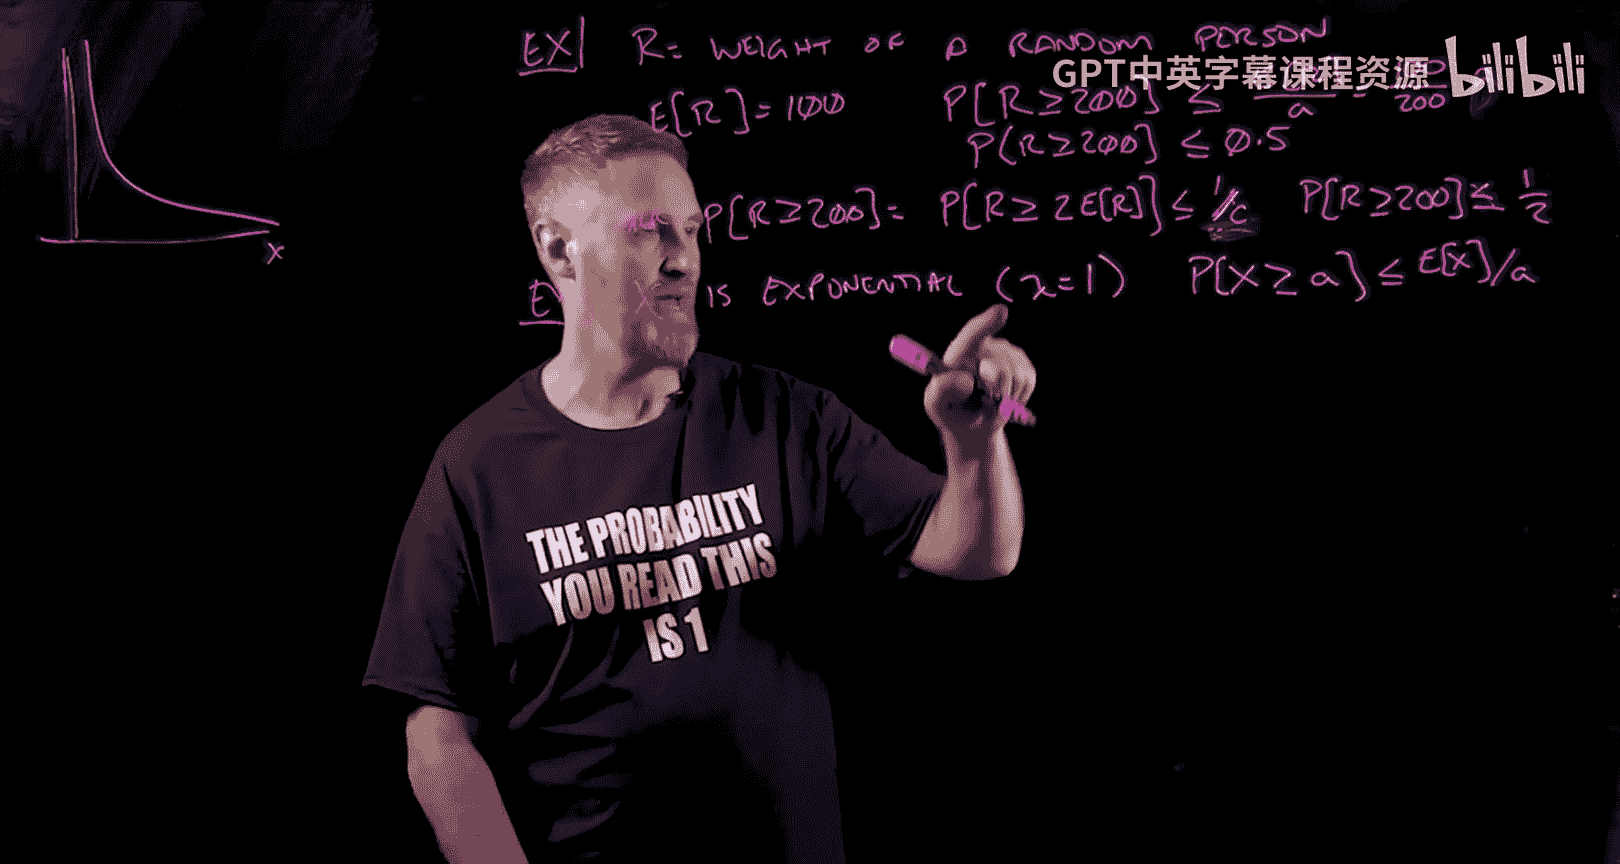 EX R = WEIGHT OF A RANDOM PERSON
GPT中英字幕课程资源 bilibili
E[R] = 100 P[R ≥ 200] ≤ a 200
P[R ≥ 200] ≤ 0.5
P[R ≥ 200] = P[R ≥ 2E[R]] ≤ 1/c P[R ≥ 200] ≤ 1/2
X IS EXPONENTIAL (λ=1) P[X ≥ a] ≤ E[X]/a
x
THE PROBABILITY
YOU READ THIS
IS 1